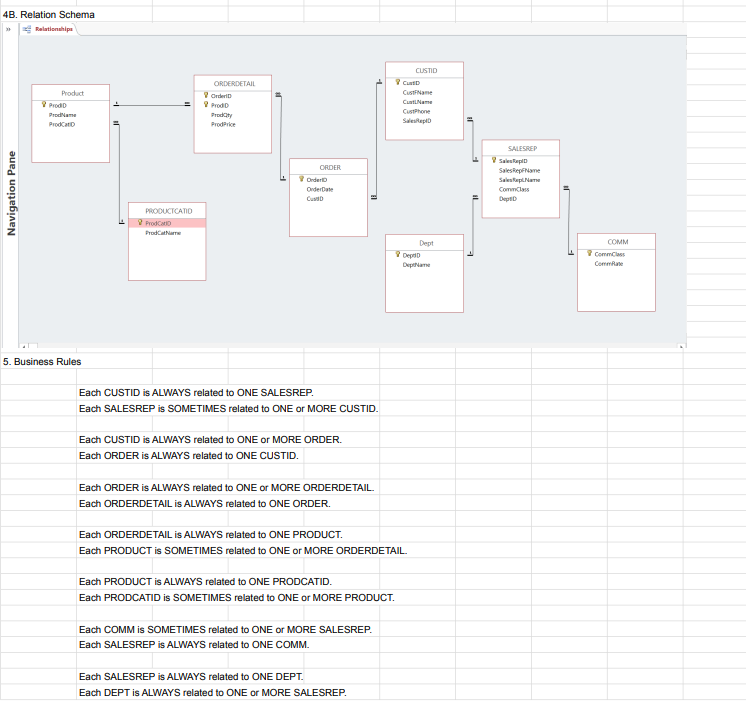 4B. Relation Schema
Relationships
Navigation Pane
Product
ProdID
ProdName
ProdCatID
ORDERDETAIL
OrderID
ProdID
ProdQty
ProdPrice
PRODUCTCATID
ProdCatID
ProdCatName
ORDER
OrderID
OrderDate
CustID
CUSTID
CustID
CustFName
CustLName
CustPhone
SalesRepID
SALESREP
SalesRepID
SalesRepFName
SalesRepLName
CommClass
DeptID
Dept
DeptID
DeptName
COMM
CommClass
CommRate
5. Business Rules
Each CUSTID is ALWAYS related to ONE SALESREP.
Each SALESREP is SOMETIMES related to ONE or MORE CUSTID.
Each CUSTID is ALWAYS related to ONE or MORE ORDER.
Each ORDER is ALWAYS related to ONE CUSTID.
Each ORDER is ALWAYS related to ONE or MORE ORDERDETAIL.
Each ORDERDETAIL is ALWAYS related to ONE ORDER.
Each ORDERDETAIL is ALWAYS related to ONE PRODUCT.
Each PRODUCT is SOMETIMES related to ONE or MORE ORDERDETAIL.
Each PRODUCT is ALWAYS related to ONE PRODCATID.
Each PRODCATID is SOMETIMES related to ONE or MORE PRODUCT.
Each COMM is SOMETIMES related to ONE or MORE SALESREP.
Each SALESREP is ALWAYS related to ONE COMM.
Each SALESREP is ALWAYS related to ONE DEPT.
Each DEPT is ALWAYS related to ONE or MORE SALESREP.